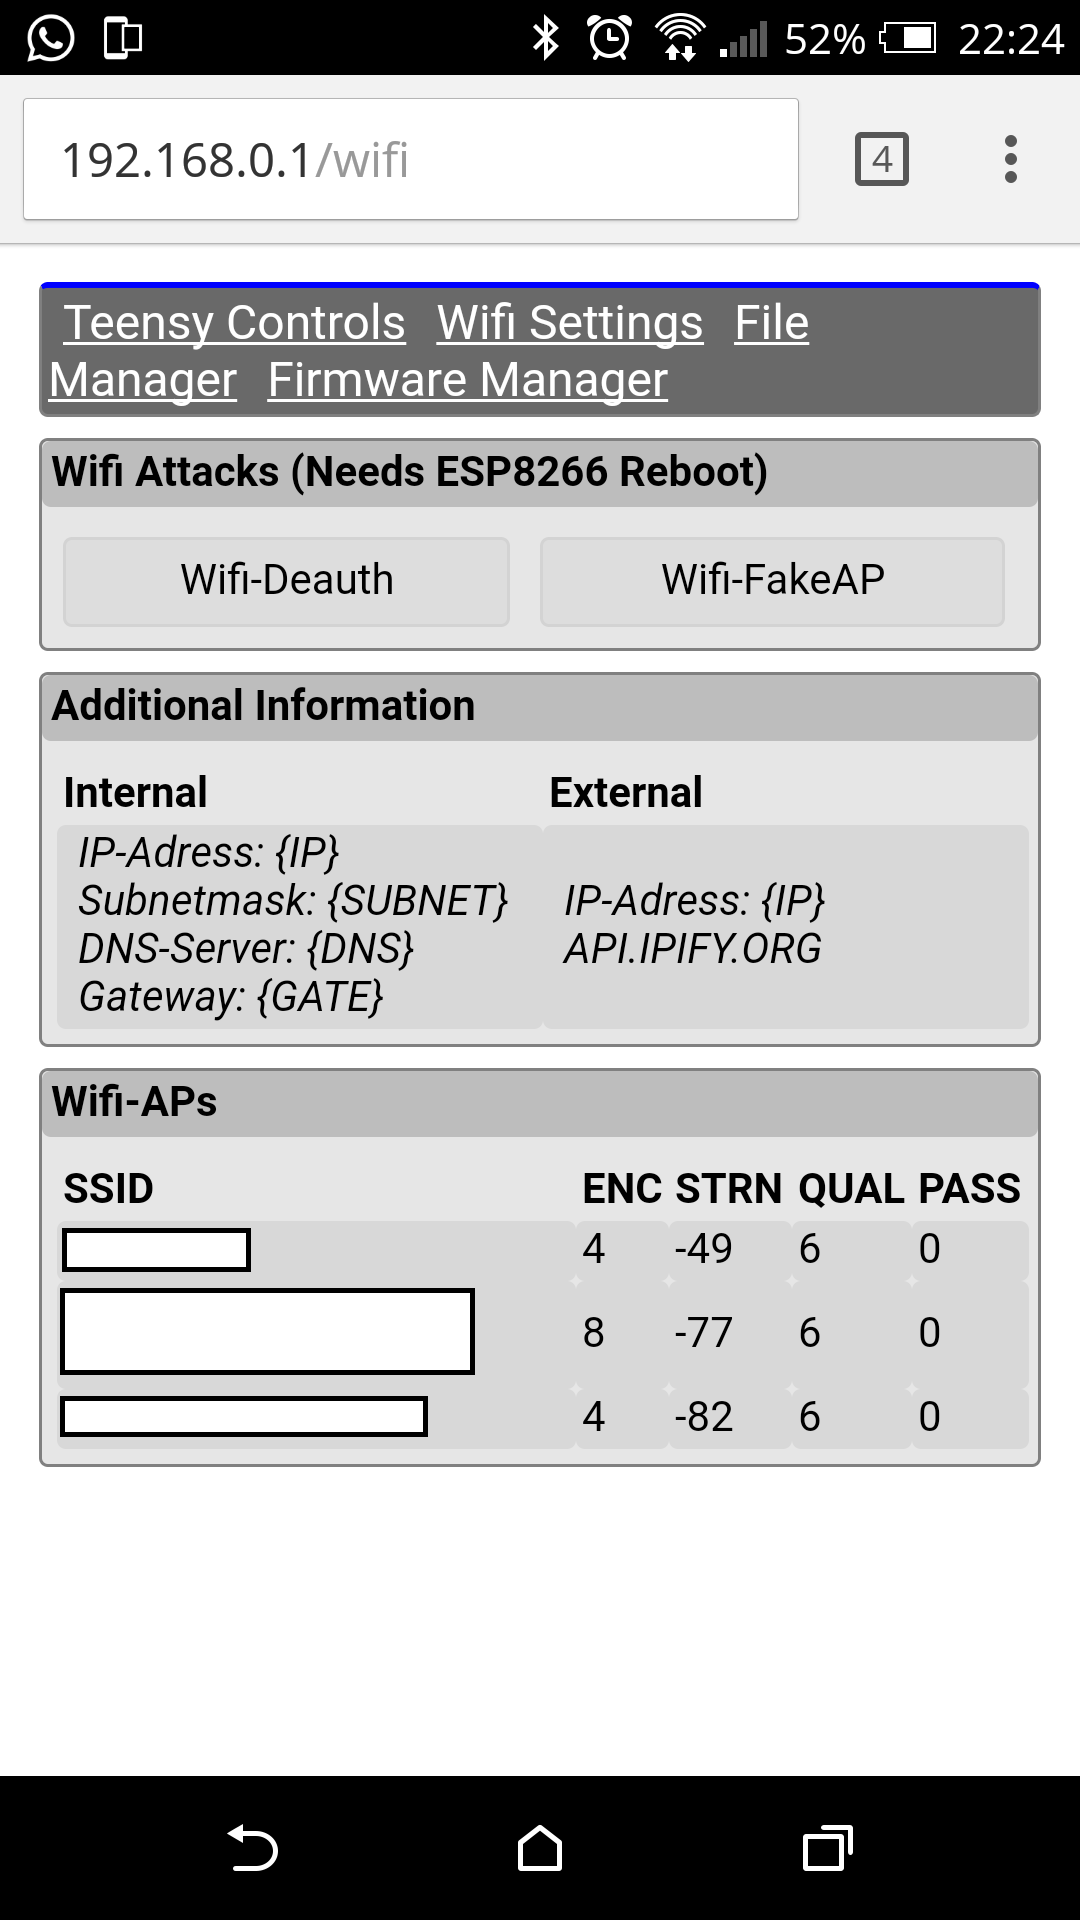 52% 22:24
192.168.0.1/wifi 4
Teensy Controls Wifi Settings File
Manager Firmware Manager
Wifi Attacks (Needs ESP8266 Reboot)
Wifi-Deauth Wifi-FakeAP
Additional Information
Internal External
IP-Adress: {IP}
Subnetmask: {SUBNET} IP-Adress: {IP}
DNS-Server: {DNS} API.IPIFY.ORG
Gateway: {GATE}
Wifi-APs
SSID ENC STRN QUAL PASS
4 -49 6 0
8 -77 6 0
4 -82 6 0